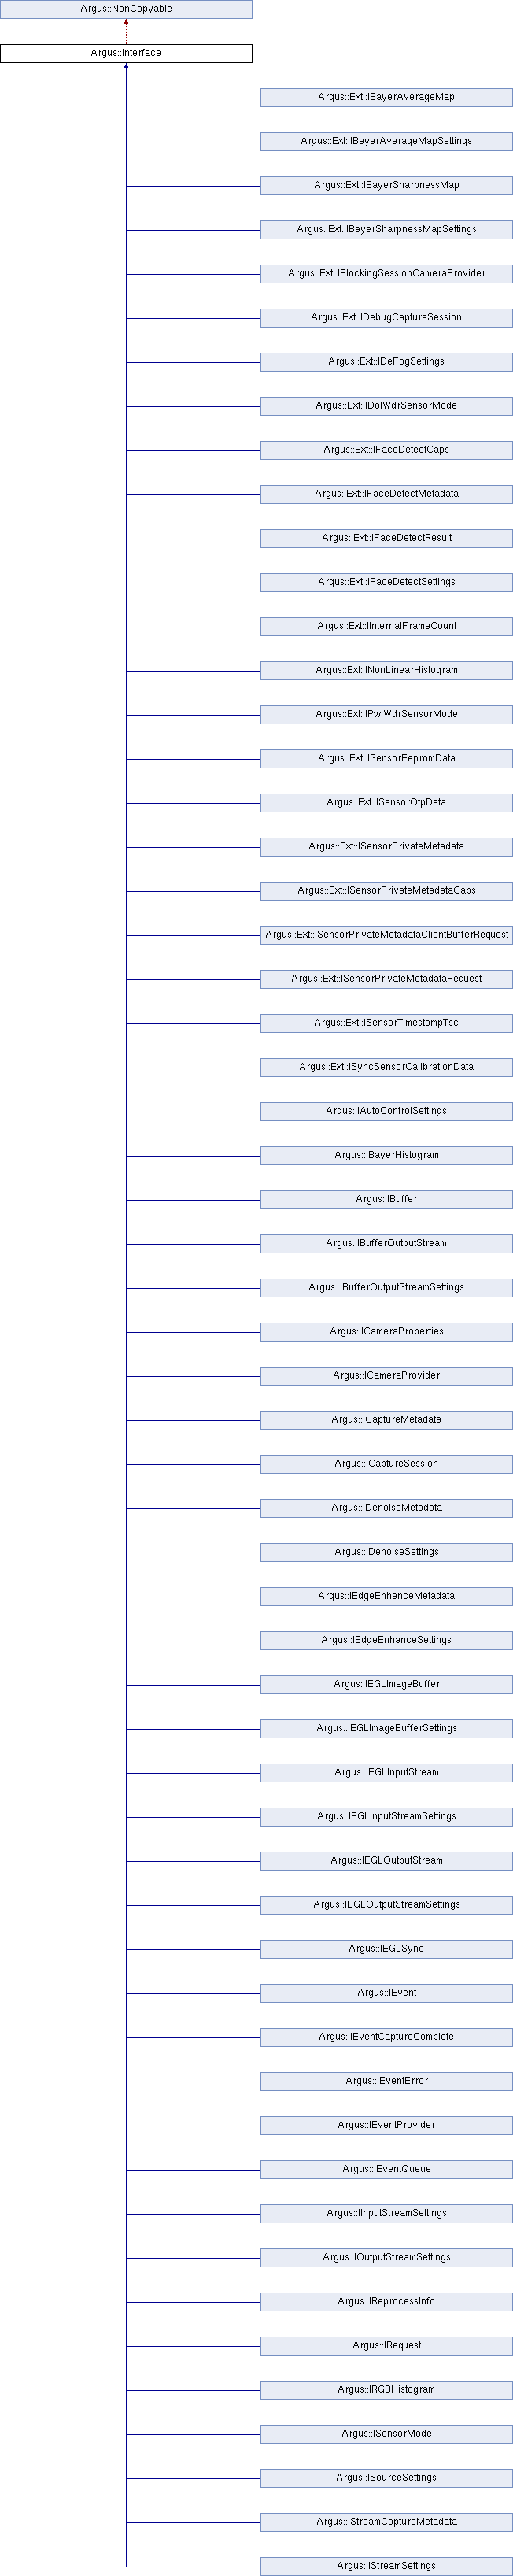 Argus::NonCopyable
Argus::Interface
Argus::Ext::IBayerAverageMap
Argus::Ext::IBayerAverageMapSettings
Argus::Ext::IBayerSharpnessMap
Argus::Ext::IBayerSharpnessMapSettings
Argus::Ext::IBlockingSessionCameraProvider
Argus::Ext::IDebugCaptureSession
Argus::Ext::IDeFogSettings
Argus::Ext::IDolWdrSensorMode
Argus::Ext::IFaceDetectCaps
Argus::Ext::IFaceDetectMetadata
Argus::Ext::IFaceDetectResult
Argus::Ext::IFaceDetectSettings
Argus::Ext::IInternalFrameCount
Argus::Ext::INonLinearHistogram
Argus::Ext::IPwlWdrSensorMode
Argus::Ext::ISensorEepromData
Argus::Ext::ISensorOtpData
Argus::Ext::ISensorPrivateMetadata
Argus::Ext::ISensorPrivateMetadataCaps
Argus::Ext::ISensorPrivateMetadataClientBufferRequest
Argus::Ext::ISensorPrivateMetadataRequest
Argus::Ext::ISensorTimestampTsc
Argus::Ext::ISyncSensorCalibrationData
Argus::IAutoControlSettings
Argus::IBayerHistogram
Argus::IBuffer
Argus::IBufferOutputStream
Argus::IBufferOutputStreamSettings
Argus::ICameraProperties
Argus::ICameraProvider
Argus::ICaptureMetadata
Argus::ICaptureSession
Argus::IDenoiseMetadata
Argus::IDenoiseSettings
Argus::IEdgeEnhanceMetadata
Argus::IEdgeEnhanceSettings
Argus::IEGLImageBuffer
Argus::IEGLImageBufferSettings
Argus::IEGLInputStream
Argus::IEGLInputStreamSettings
Argus::IEGLOutputStream
Argus::IEGLOutputStreamSettings
Argus::IEGLSync
Argus::IEvent
Argus::IEventCaptureComplete
Argus::IEventError
Argus::IEventProvider
Argus::IEventQueue
Argus::IInputStreamSettings
Argus::IOutputStreamSettings
Argus::IReprocessInfo
Argus::IRequest
Argus::IRGBHistogram
Argus::ISensorMode
Argus::ISourceSettings
Argus::IStreamCaptureMetadata
Argus::IStreamSettings